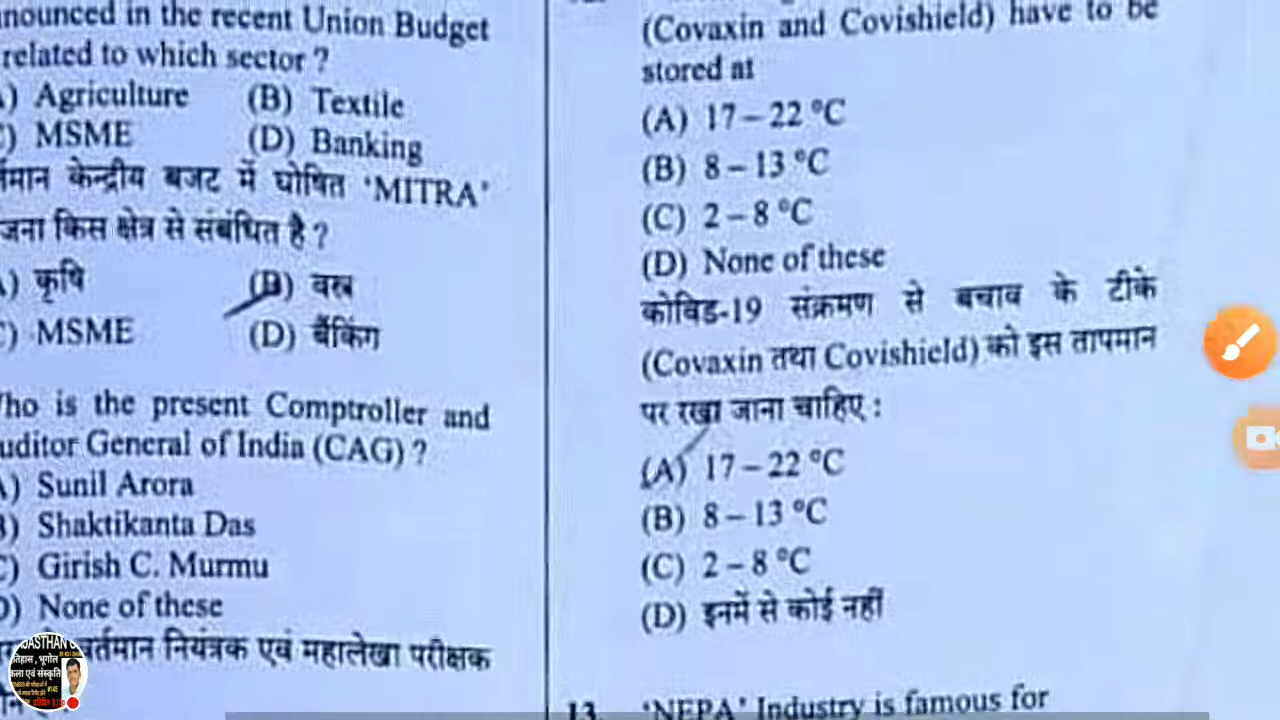 nounced in the recent Union Budget
related to which sector ?
) Agriculture (B) Textile
) MSME (D) Banking
केन्द्रीय बजट में घोषित 'MITRA'
किस क्षेत्र से संबंधित है ?
) कृषि (B) वस्त्र
) MSME (D) बैंकिंग
ho is the present Comptroller and
uditor General of India (CAG) ?
) Sunil Arora
) Shaktikanta Das
) Girish C. Murmu
) None of these
वर्तमान नियंत्रक एवं महालेखा परीक्षक
(Covaxin and Covishield) have to be
stored at
(A) 17 – 22 °C
(B) 8 – 13 °C
(C) 2 – 8 °C
(D) None of these
कोविड-19 संक्रमण से बचाव के टीके
(Covaxin तथा Covishield) को इस तापमान
पर रखा जाना चाहिए :
(A) 17 – 22 °C
(B) 8 – 13 °C
(C) 2 – 8 °C
(D) इनमें से कोई नहीं
13. 'NEPA' Industry is famous for